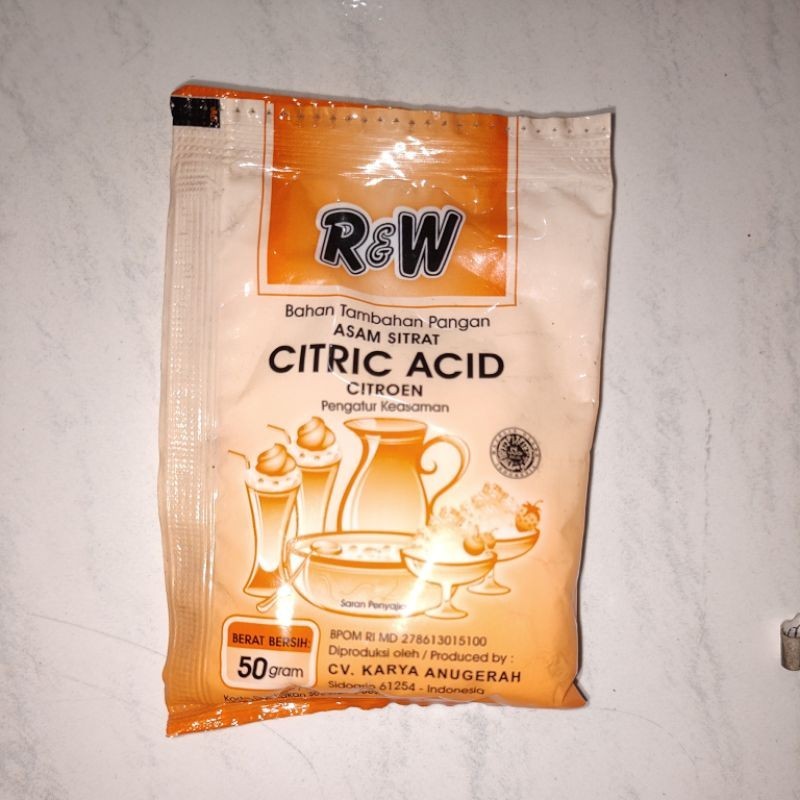 R&W
Bahan Tambahan Pangan
ASAM SITRAT
CITRIC ACID
CITROEN
Pengatur Keasaman
Saran Penyajian
BERAT BERSIH:
50 gram
BPOM RI MD 278613015100
Diproduksi oleh / Produced by :
CV. KARYA ANUGERAH
Sidoarjo 61254 - Indonesia